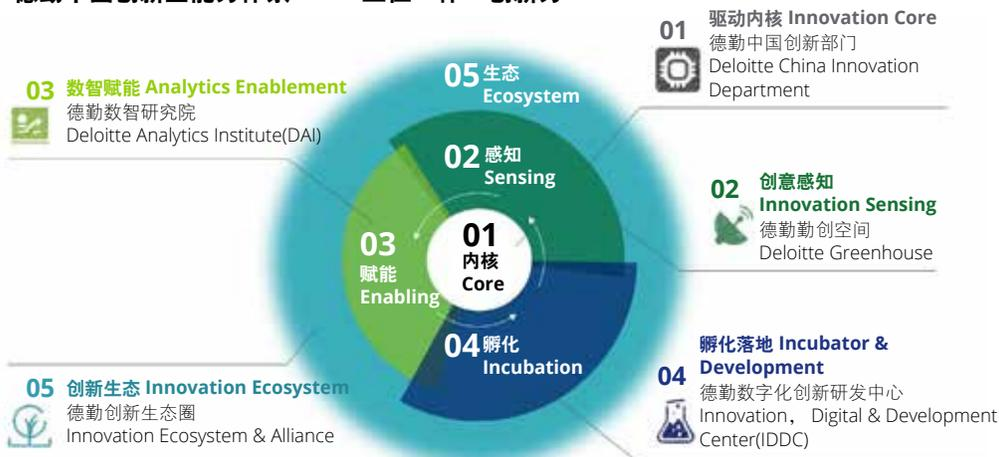 01
驱动内核 Innovation Core
德勤中国创新部门
Deloitte China Innovation
Department
03
数智赋能 Analytics Enablement
德勤数智研究院
Deloitte Analytics Institute(DAI)
05 生态
Ecosystem
02 感知
Sensing
03
赋能
Enabling
01
内核
Core
04 孵化
Incubation
02
创意感知
Innovation Sensing
德勤勤创空间
Deloitte Greenhouse
05
创新生态 Innovation Ecosystem
德勤创新生态圈
Innovation Ecosystem & Alliance
04
孵化落地 Incubator &
Development
德勤数字化创新研发中心
Innovation， Digital & Development
Center(IDDC)